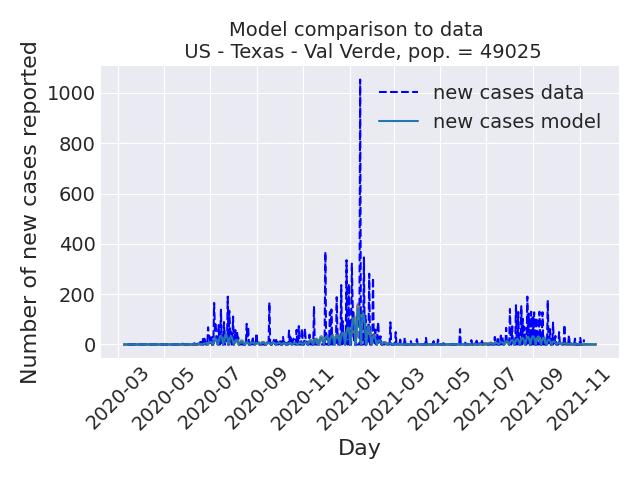 Model comparison to data
US - Texas - Val Verde, pop. = 49025
Number of new cases reported
1000
800
600
400
200
0
new cases data
new cases model
2020-03
2020-05
2020-07
2020-09
2020-11
2021-01
2021-03
2021-05
2021-07
2021-09
2021-11
Day